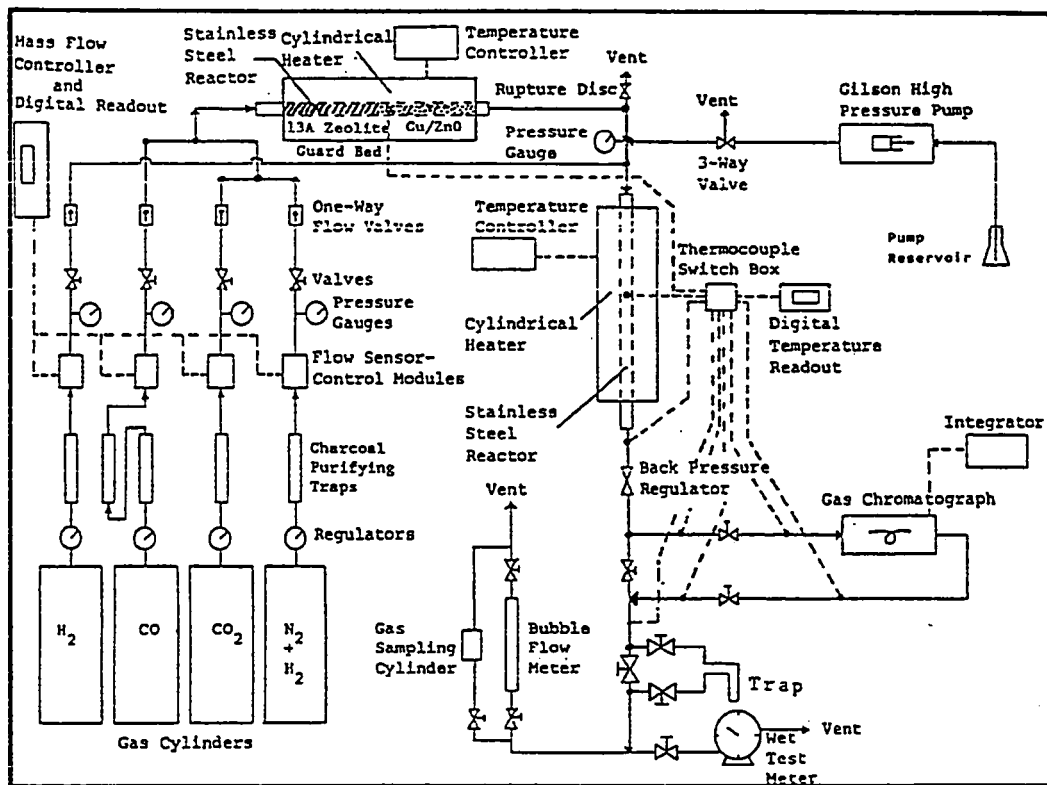 Mass Flow
Controller
and
Digital Readout
Stainless
Steel
Reactor
Cylindrical
Heater
Temperature
Controller
13A Zeolite
Cu/ZnO
Guard Bed
Vent
Rupture Disc
Pressure
Gauge
Vent
3-Way
Valve
Gilson High
Pressure Pump
Pump
Reservoir
One-Way
Flow Valves
Valves
Pressure
Gauges
Flow Sensor-
Control Modules
Charcoal
Purifying
Traps
Regulators
H2
CO
CO2
N2
+
H2
Gas Cylinders
Temperature
Controller
Cylindrical
Heater
Stainless
Steel
Reactor
Thermocouple
Switch Box
Digital
Temperature
Readout
Back Pressure
Regulator
Integrator
Gas Chromatograph
Vent
Gas
Sampling
Cylinder
Bubble
Flow
Meter
Trap
Vent
Wet
Test
Meter